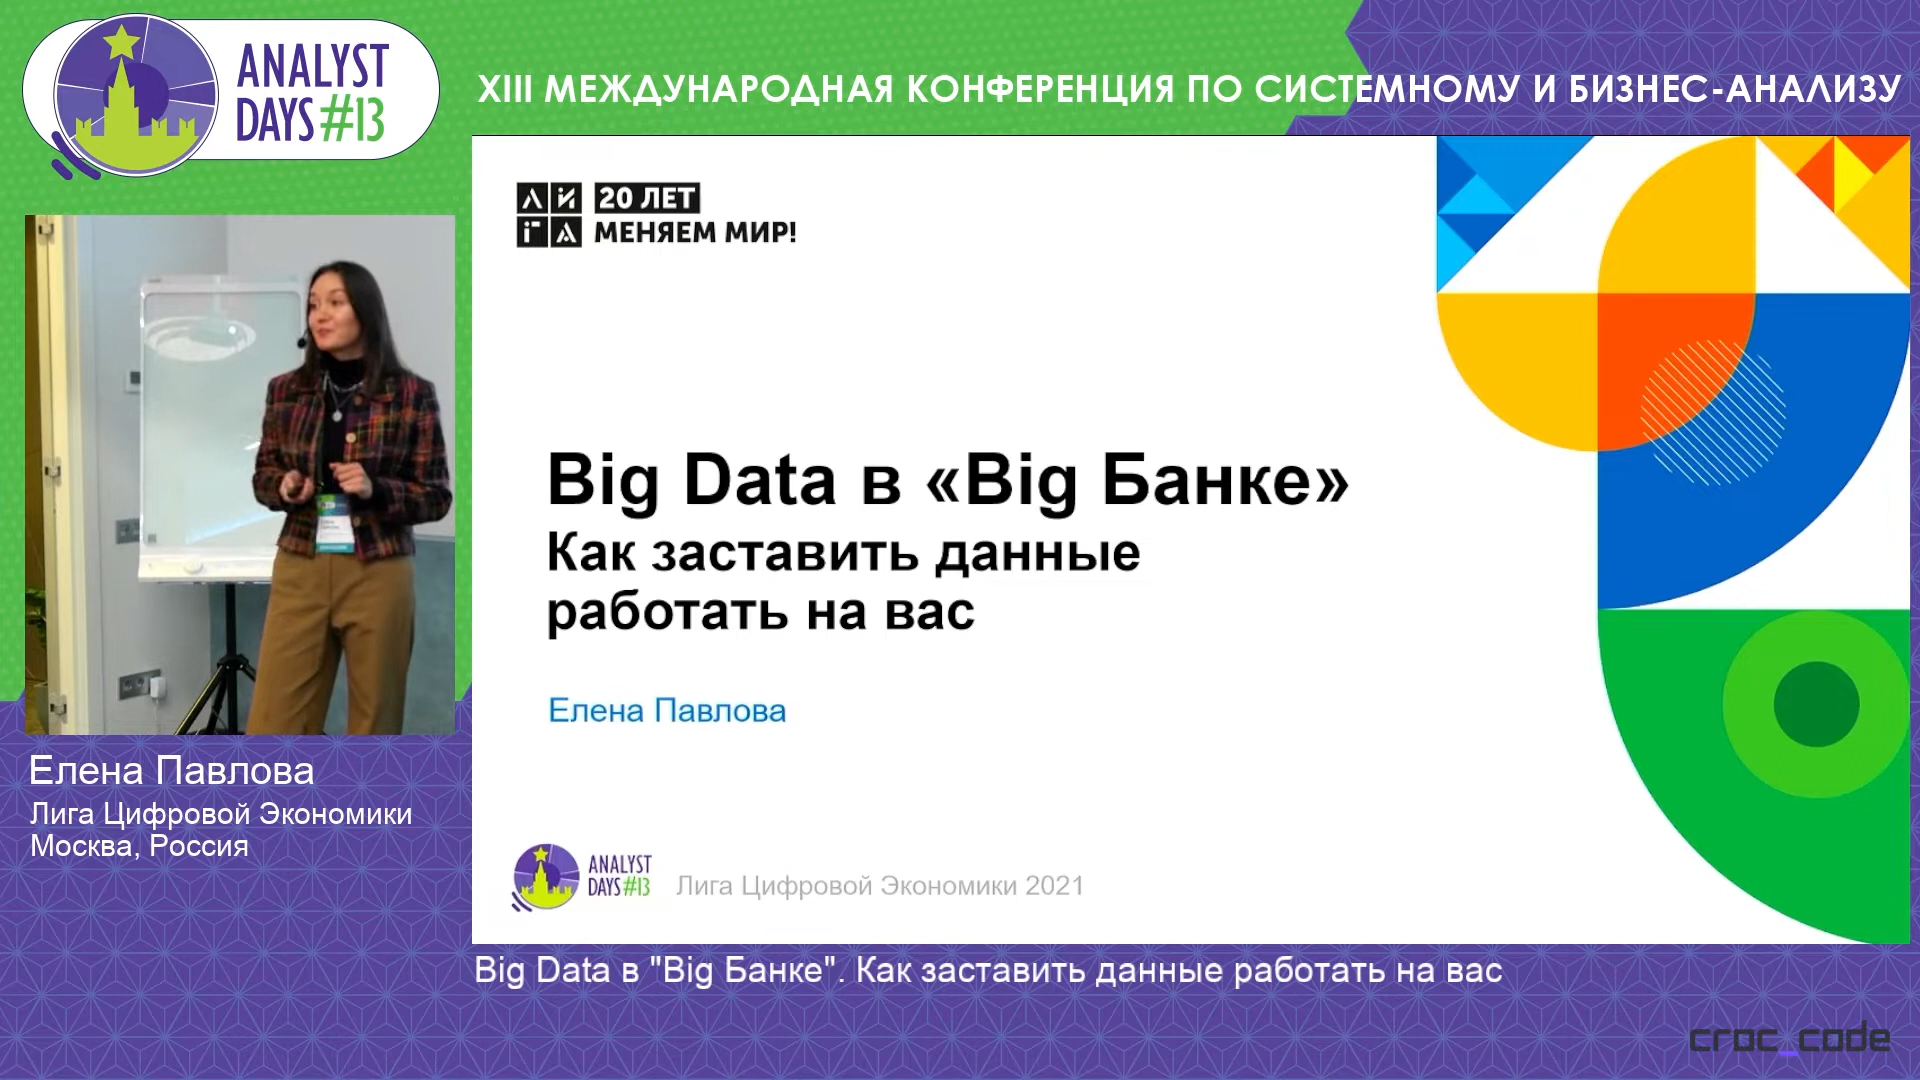 ANALYST
DAYS #13
XIII МЕЖДУНАРОДНАЯ КОНФЕРЕНЦИЯ ПО СИСТЕМНОМУ И БИЗНЕС-АНАЛИЗУ
ЛИГА
20 ЛЕТ
МЕНЯЕМ МИР!
Big Data в «Big Банке»
Как заставить данные
работать на вас
Елена Павлова
ANALYST
DAYS #13
Лига Цифровой Экономики 2021
Елена Павлова
Лига Цифровой Экономики
Москва, Россия
Big Data в "Big Банке". Как заставить данные работать на вас
croc_code